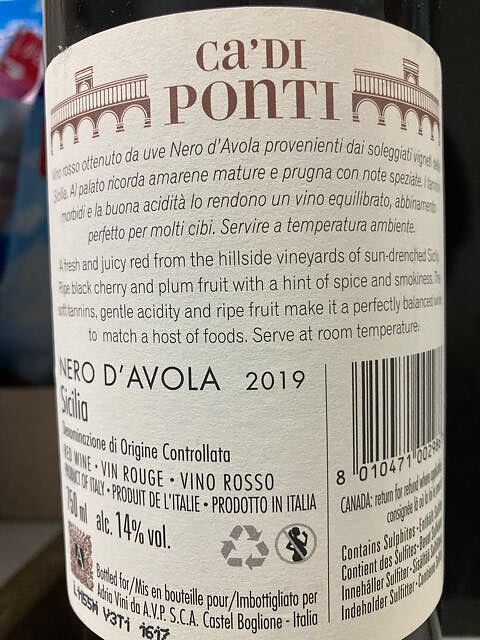 CA'DI
PONTI
Vino rosso ottenuto da uve Nero d'Avola provenienti dai soleggiati vigneti della
Sicilia. Al palato ricorda amarene mature e prugna con note speziate. I tannini
morbidi e la buona acidità lo rendono un vino equilibrato, abbinamento
perfetto per molti cibi. Servire a temperatura ambiente.
A fresh and juicy red from the hillside vineyards of sun-drenched Sicily.
Ripe black cherry and plum fruit with a hint of spice and smokiness. The
soft tannins, gentle acidity and ripe fruit make it a perfectly balanced wine
to match a host of foods. Serve at room temperature.
NERO D'AVOLA 2019
Sicilia
Denominazione di Origine Controllata
RED WINE • VIN ROUGE • VINO ROSSO
PRODUCT OF ITALY • PRODUIT DE L'ITALIE • PRODOTTO IN ITALIA
750 ml alc. 14% vol.
Bottled for/Mis en bouteille pour/Imbottigliato per
Adria Vini da A.V.P. S.C.A. Castel Boglione - Italia
8 010471
CANADA: return for refund where
consignée là où la
Contains Sulphites
Contient des Sulfites
Innehåller Sulfiter
Indeholder Sulfitter